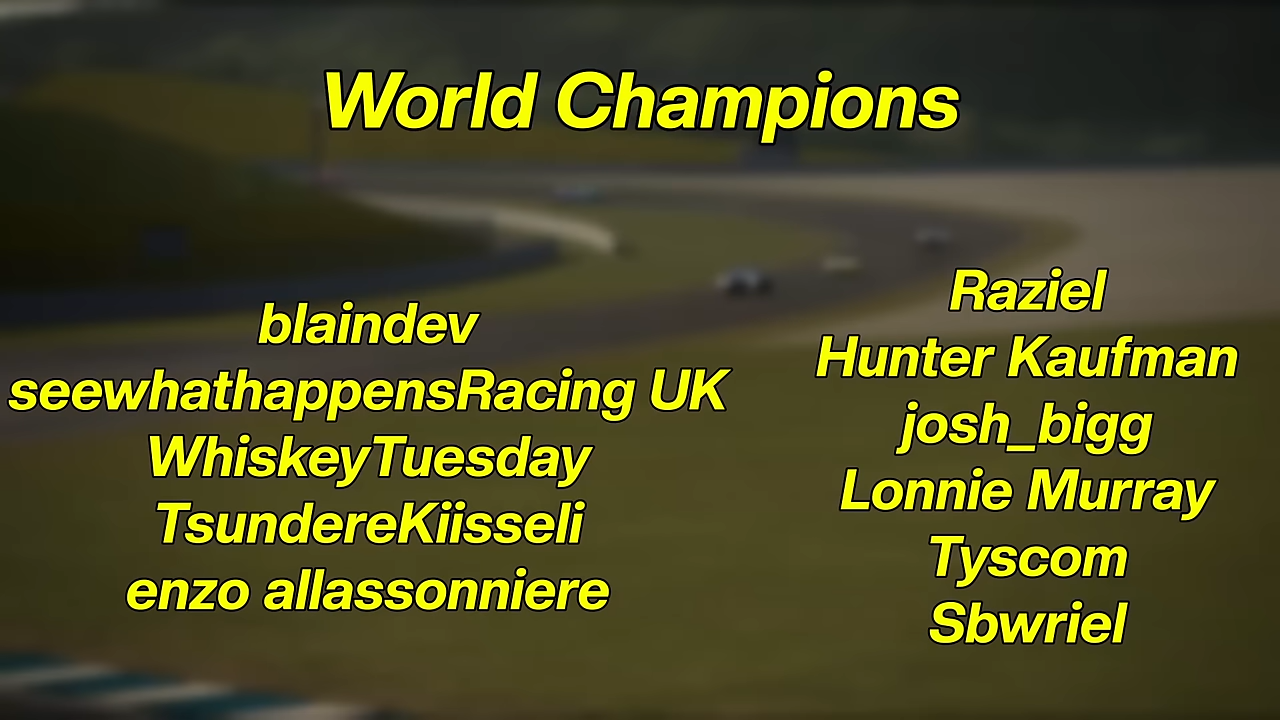 World Champions
blaindev
seewhathappensRacing UK
WhiskeyTuesday
TsundereKiisseli
enzo allassonniere
Raziel
Hunter Kaufman
josh_bigg
Lonnie Murray
Tyscom
Sbwriel